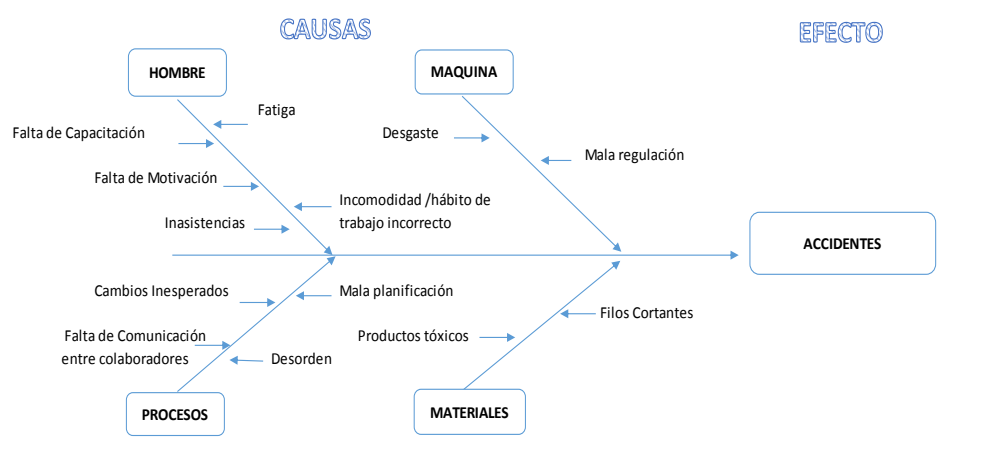 CAUSAS
EFECTO
HOMBRE
MAQUINA
Fatiga
Falta de Capacitación
Desgaste
Mala regulación
Falta de Motivación
Incomodidad /hábito de
trabajo incorrecto
Inasistencias
ACCIDENTES
Cambios Inesperados
Mala planificación
Filos Cortantes
Falta de Comunicación
entre colaboradores
Productos tóxicos
Desorden
PROCESOS
MATERIALES